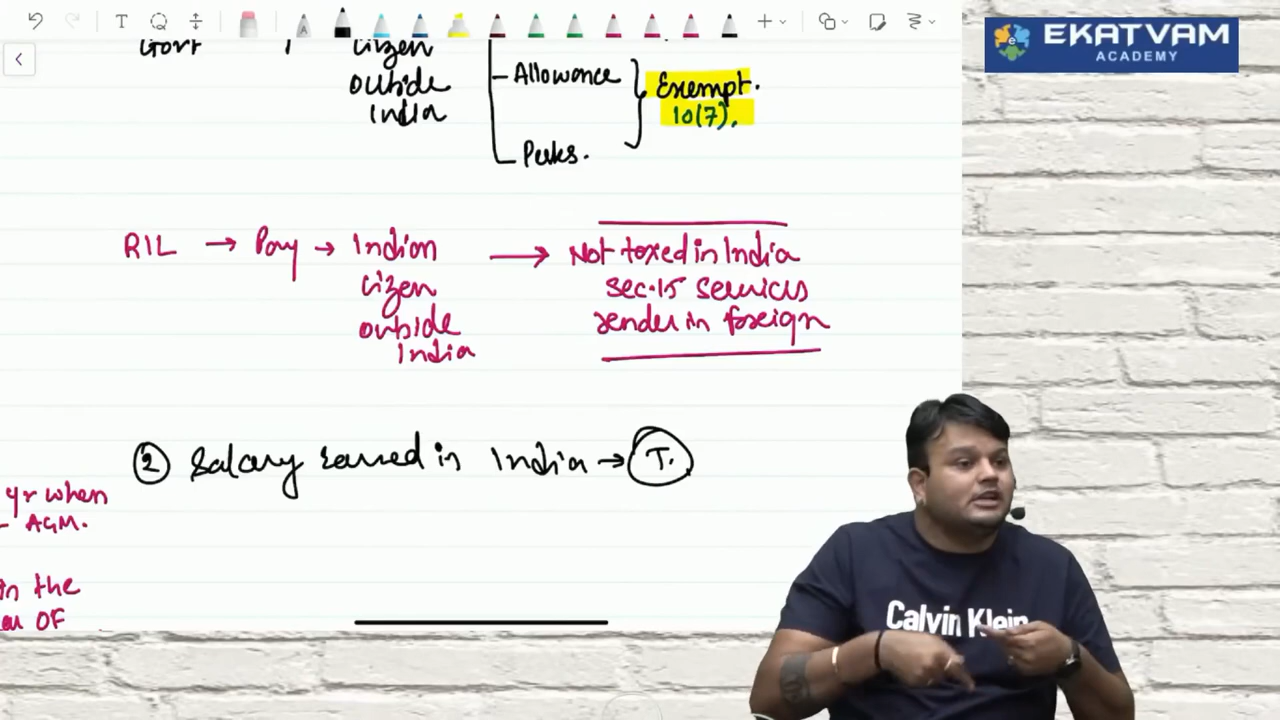 EKATVAM
ACADEMY
Govt
citizen
outside
India
Allowance
Perks.
Exempt.
10(7).
RIL → Pay → Indian
citizen
outside
India
→ Not taxed in India
sec.15 services
render in foreign
② Salary earned in India → T.
yr when
AGM.
in the
OF
Calvin Klein